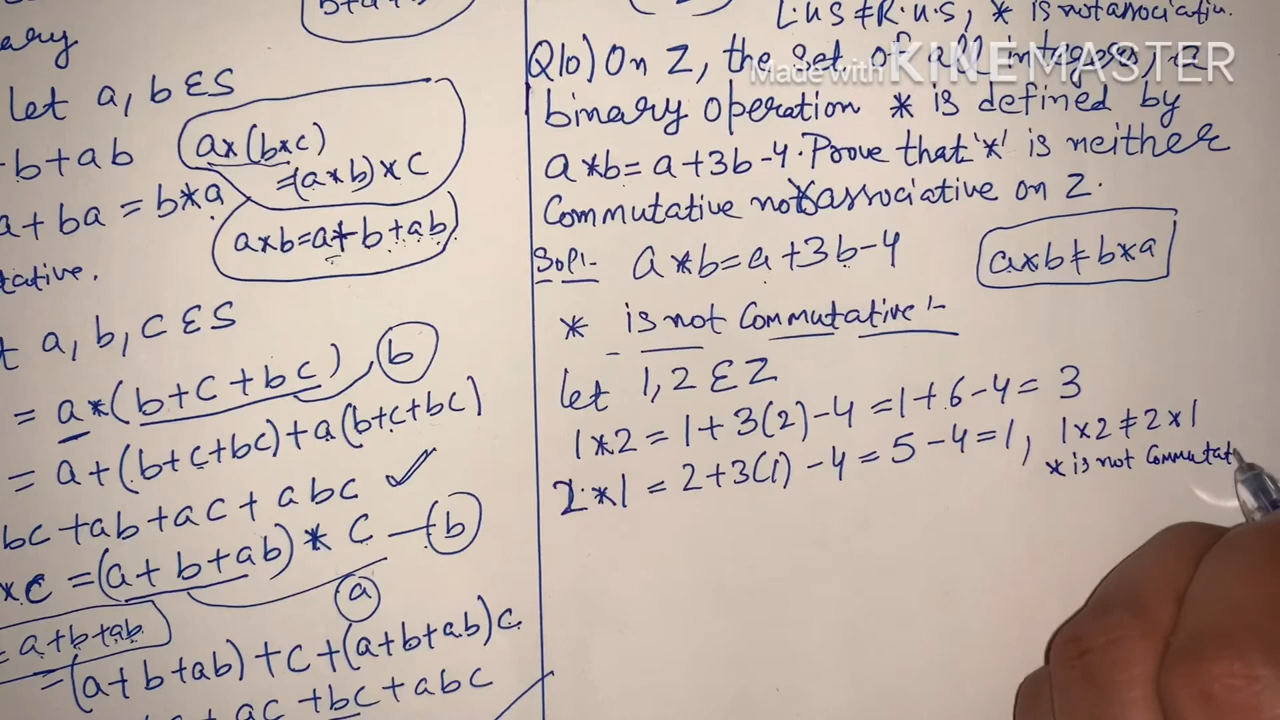 b+a+
ary
let a, b ε S
b+ab
a*(b*c)
=(a*b)*c
a+ba = b*a
a*b=a+b+ab
tative.
a, b, c ε S
= a*(b+c+bc), b
= a+(b+c+bc)+a(b+c+bc)
bc+ab+ac+abc ✓
*c =(a+b+ab)*c — b
a
= a+b+ab
=(a+b+ab)+c+(a+b+ab)c
ac+bc+abc
L.H.S ≠ R.H.S, * is not associativ.
Q10) On Z, the set of all integers, a
Made with KINEMASTER
binary operation * is defined by
a*b=a+3b-4. Prove that '*' is neither
Commutative associative on Z.
Sol:- a*b=a+3b-4
a*b≠b*a
* is not Commutative:-
let 1,2 ε Z
1*2 = 1+3(2)-4 =1+6-4= 3
2*1 = 2+3(1)-4 = 5-4=1, 1*2≠2*1
* is not Commutat